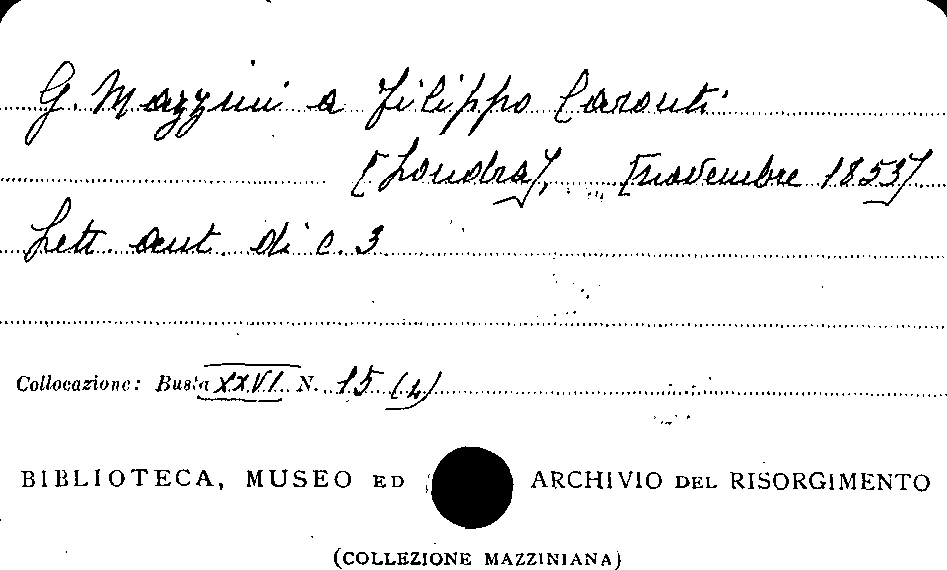 G. Mazzini a Filippo Caronti
[Londra], [novembre 1853]
Lett. aut. di c. 3
Collocazione: Busta XXVI N. 15 (4)
BIBLIOTECA, MUSEO ED ARCHIVIO DEL RISORGIMENTO
(COLLEZIONE MAZZINIANA)